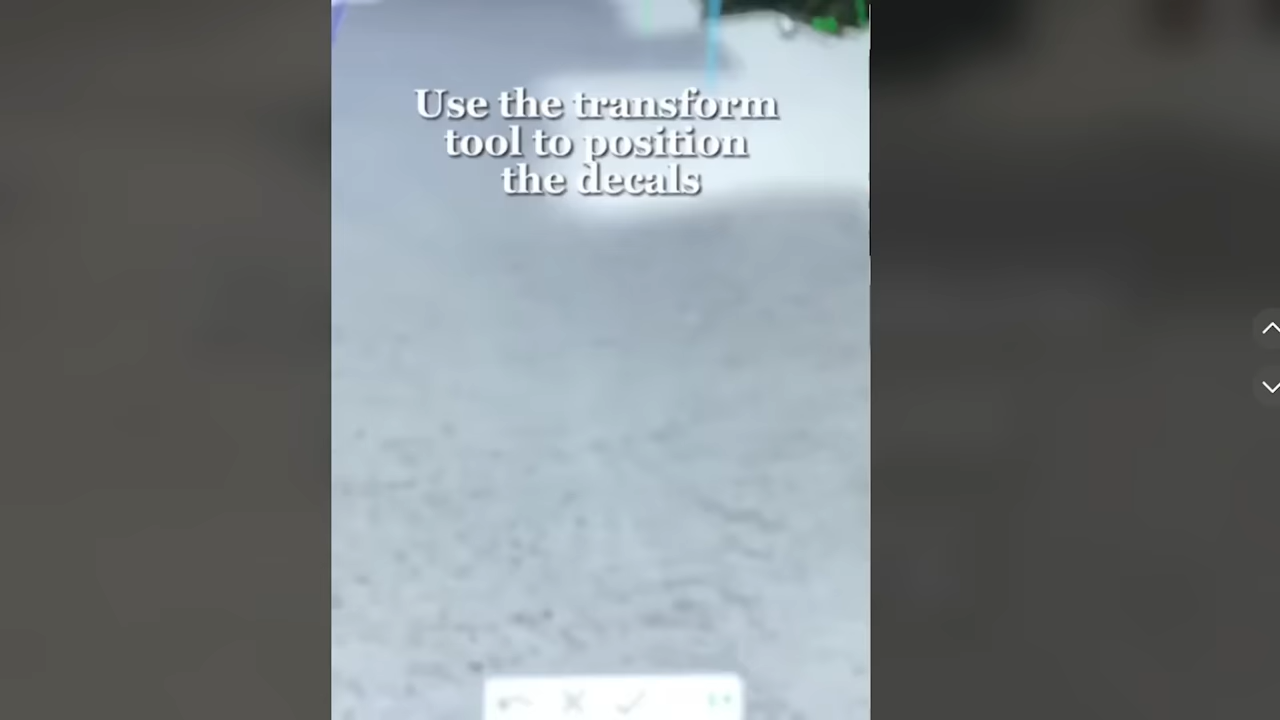 Use the transform
tool to position
the decals